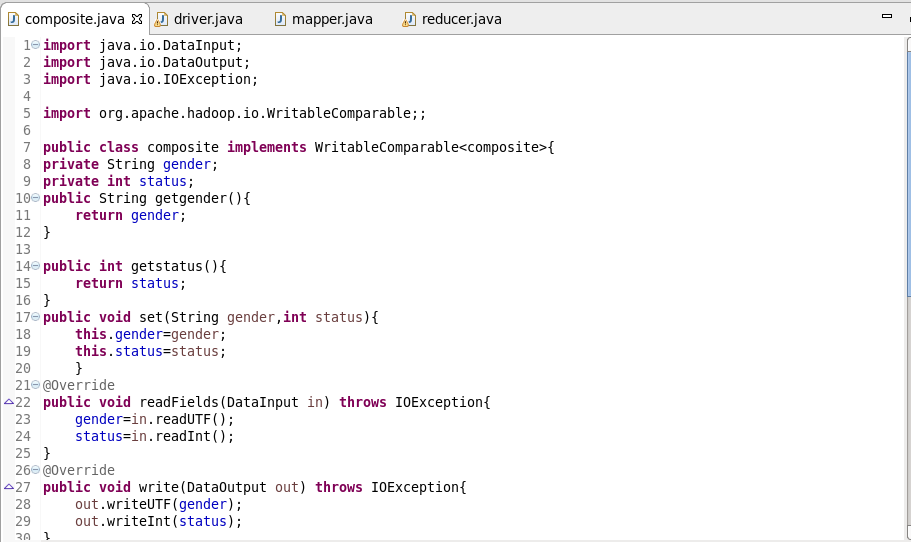 composite.java driver.java mapper.java reducer.java
1 import java.io.DataInput;
2 import java.io.DataOutput;
3 import java.io.IOException;
4
5 import org.apache.hadoop.io.WritableComparable;;
6
7 public class composite implements WritableComparable<composite>{
8 private String gender;
9 private int status;
10 public String getgender(){
11     return gender;
12 }
13
14 public int getstatus(){
15     return status;
16 }
17 public void set(String gender,int status){
18     this.gender=gender;
19     this.status=status;
20     }
21 @Override
22 public void readFields(DataInput in) throws IOException{
23     gender=in.readUTF();
24     status=in.readInt();
25 }
26 @Override
27 public void write(DataOutput out) throws IOException{
28     out.writeUTF(gender);
29     out.writeInt(status);
30 }